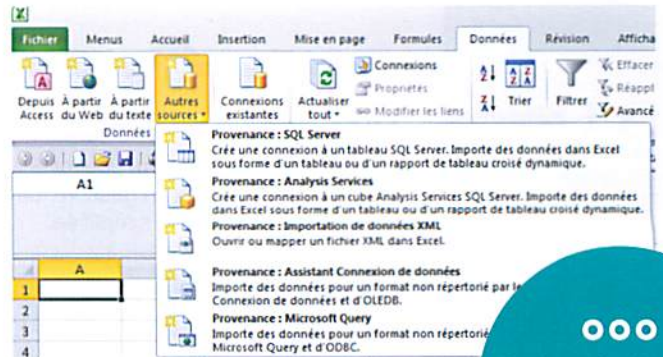 Fichier Menus Accueil Insertion Mise en page Formules Données Révision Afficha
Depuis Access
À partir du Web
À partir du texte
Autres sources
Connexions existantes
Actualiser tout
Connexions
Propriétés
Modifier les liens
Trier
Filtrer
Effacer
Réappl
Avancé
Données
A1
Provenance : SQL Server
Crée une connexion à un tableau SQL Server. Importe des données dans Excel
sous forme d'un tableau ou d'un rapport de tableau croisé dynamique.
Provenance : Analysis Services
Crée une connexion à un cube Analysis Services SQL Server. Importe des données
dans Excel sous forme d'un tableau ou d'un rapport de tableau croisé dynamique.
Provenance : Importation de données XML
Ouvrir ou mapper un fichier XML dans Excel.
Provenance : Assistant Connexion de données
Importe des données pour un format non répertorié par le
Connexion de données et d'OLEDB.
Provenance : Microsoft Query
Importe des données pour un format non répertorié
Microsoft Query et d'ODBC.
A
1
2
3
4